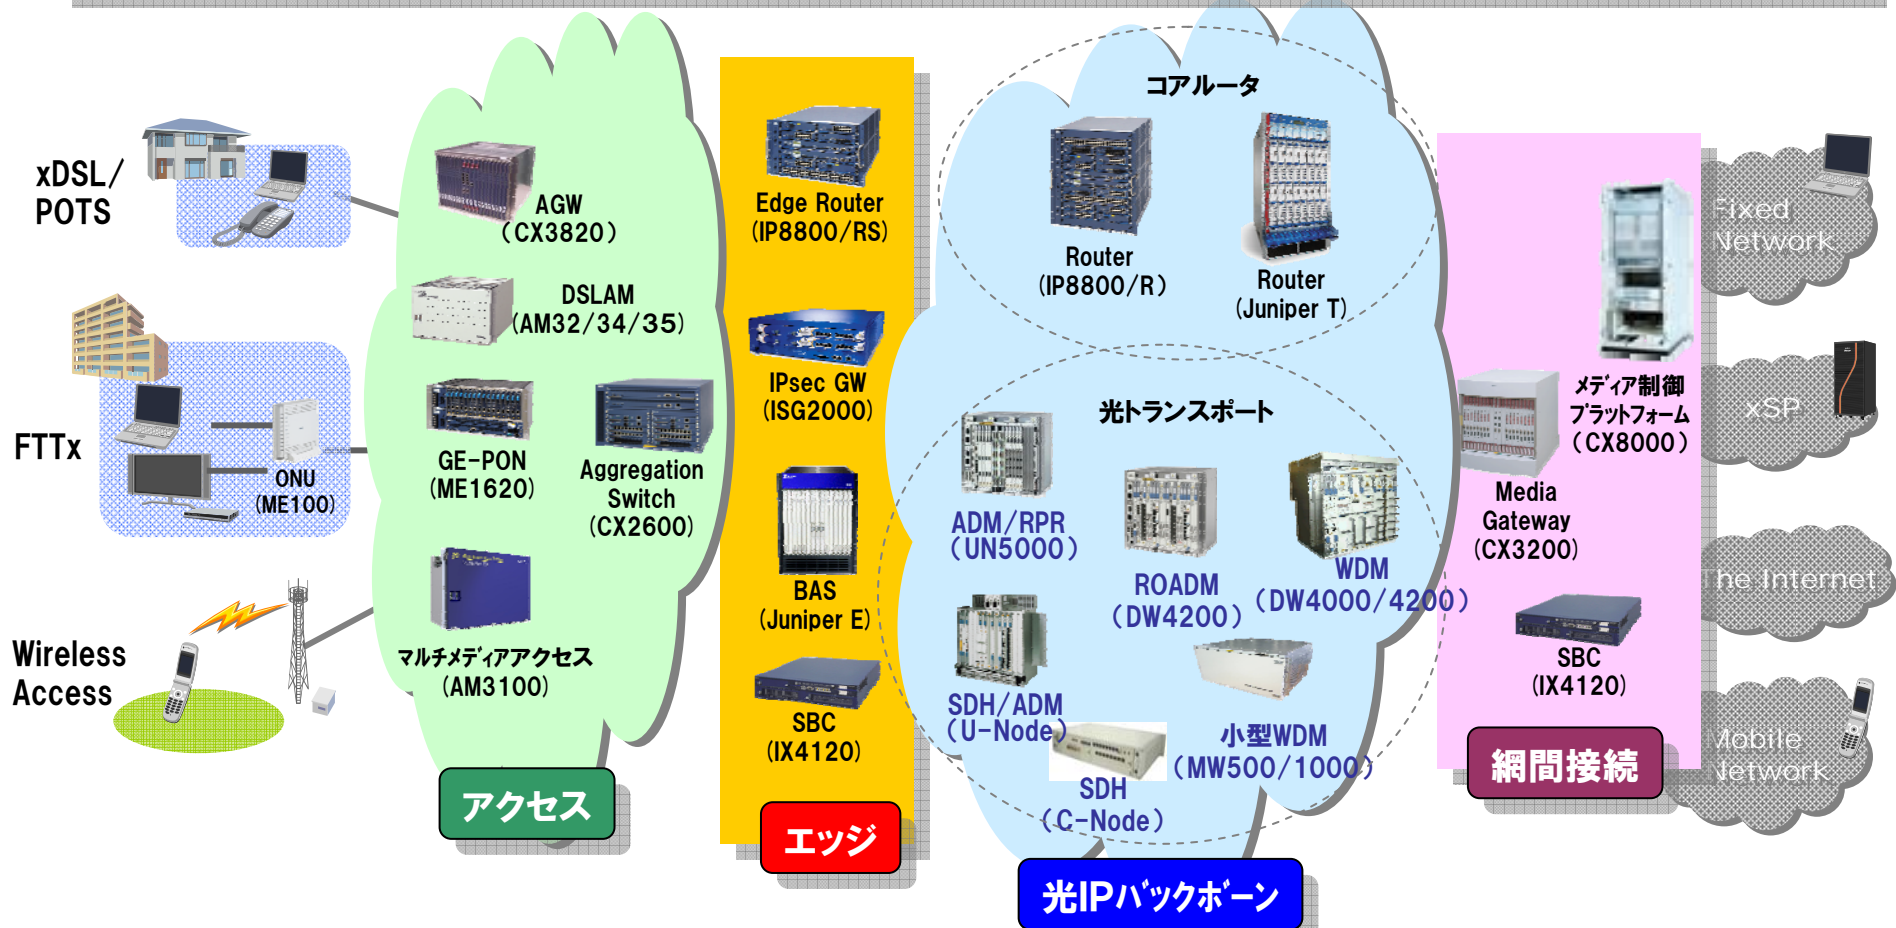 xDSL/
POTS
FTTx
ONU
(ME100)
Wireless
Access
AGW
(CX3820)
DSLAM
(AM32/34/35)
GE-PON
(ME1620)
Aggregation
Switch
(CX2600)
マルチメディアアクセス
(AM3100)
アクセス
Edge Router
(IP8800/RS)
IPsec GW
(ISG2000)
BAS
(Juniper E)
SBC
(IX4120)
エッジ
コアルータ
Router
(IP8800/R)
Router
(Juniper T)
光トランスポート
ADM/RPR
(UN5000)
ROADM
(DW4200)
WDM
(DW4000/4200)
SDH/ADM
(U-Node)
小型WDM
(MW500/1000)
SDH
(C-Node)
光IPバックボーン
メディア制御
プラットフォーム
(CX8000)
Media
Gateway
(CX3200)
SBC
(IX4120)
網間接続
Fixed
Network
xSP
The Internet
Mobile
Network